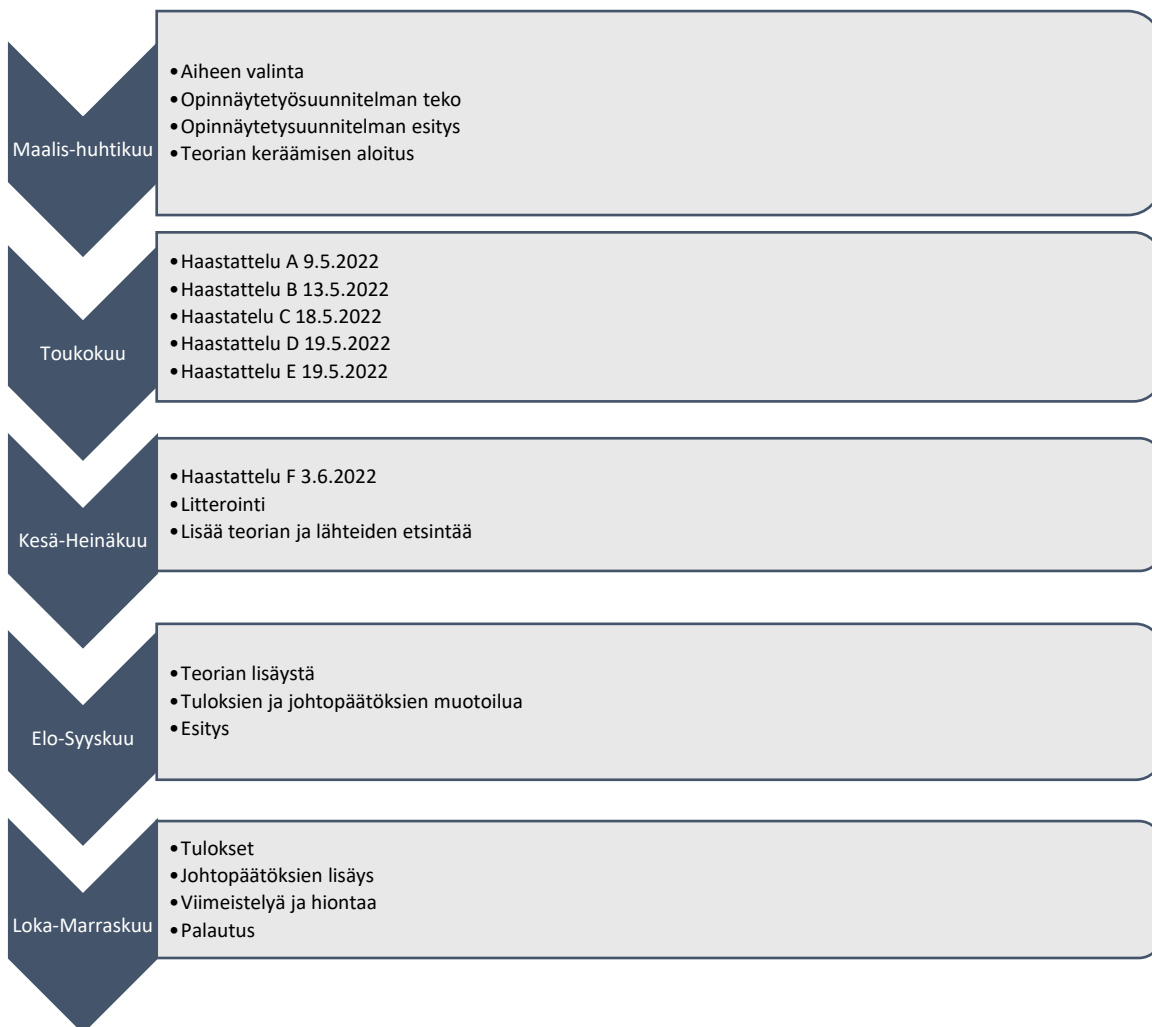 Maalis-huhtikuu
•Aiheen valinta
•Opinnäytetyösuunnitelman teko
•Opinnäytetysuunnitelman esitys
•Teorian keräämisen aloitus
Toukokuu
•Haastattelu A 9.5.2022
•Haastattelu B 13.5.2022
•Haastatelu C 18.5.2022
•Haastattelu D 19.5.2022
•Haastattelu E 19.5.2022
Kesä-Heinäkuu
•Haastattelu F 3.6.2022
•Litterointi
•Lisää teorian ja lähteiden etsintää
Elo-Syyskuu
•Teorian lisäystä
•Tuloksien ja johtopäätöksien muotoilua
•Esitys
Loka-Marraskuu
•Tulokset
•Johtopäätöksien lisäys
•Viimeistelyä ja hiontaa
•Palautus